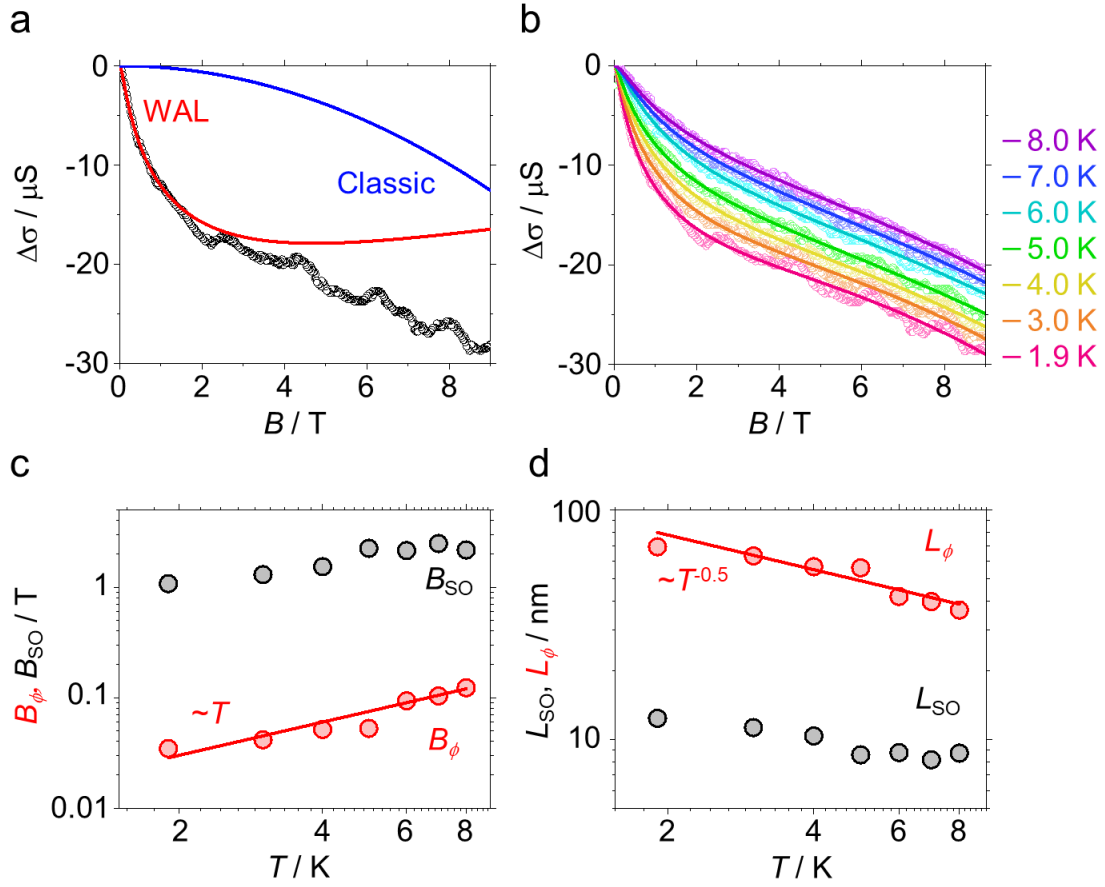 a
0
-10
-20
-30
Δσ / μS
WAL
Classic
0 2 4 6 8
B / T
b
0
-10
-20
-30
Δσ / μS
– 8.0 K
– 7.0 K
– 6.0 K
– 5.0 K
– 4.0 K
– 3.0 K
– 1.9 K
0 2 4 6 8
B / T
c
1
0.1
0.01
Bϕ, BSO / T
BSO
~T
Bϕ
2 4 6 8
T / K
d
100
10
LSO, Lϕ / nm
Lϕ
~T-0.5
LSO
2 4 6 8
T / K